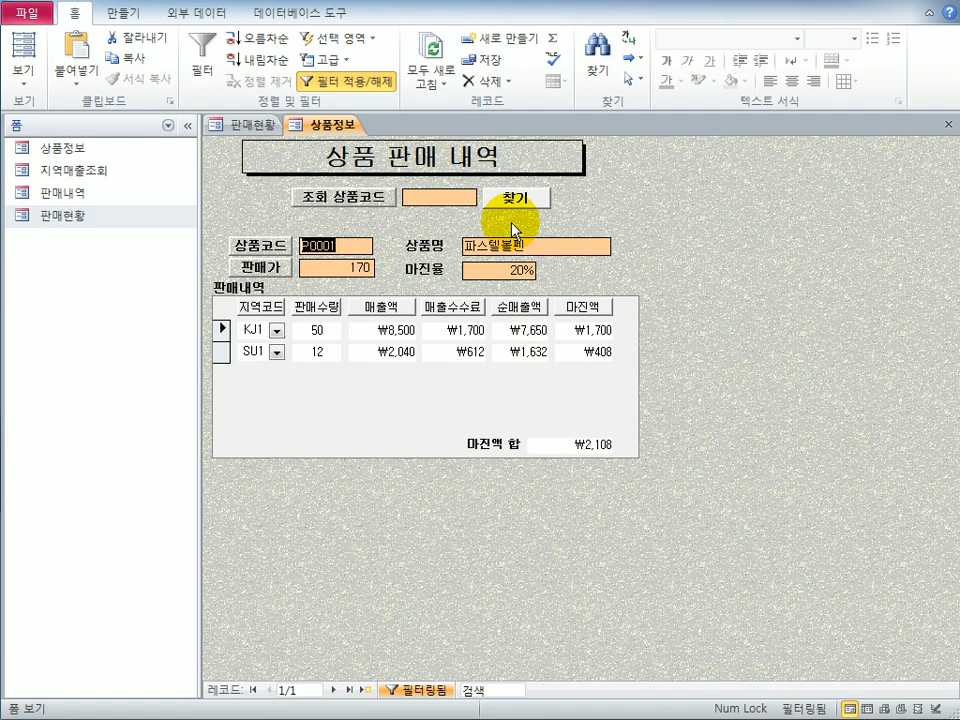 파일 홈 만들기 외부 데이터 데이터베이스 도구
보기 붙여넣기 잘라내기 복사 서식 복사
필터 오름차순 내림차순 정렬 제거 선택 영역 고급 필터 적용/해제
모두 새로 고침 새로 만들기 저장 삭제
찾기
가 가 가 가
보기 클립보드 정렬 및 필터 레코드 찾기 텍스트 서식
폼
상품정보
지역매출조회
판매내역
판매현황
판매현황 상품정보
상품 판매 내역
조회 상품코드 찾기
상품코드 P0001 상품명 파스텔볼펜
판매가 170 마진율 20%
판매내역
지역코드 판매수량 매출액 매출수수료 순매출액 마진액
KJ1 50 ₩8,500 ₩1,700 ₩7,650 ₩1,700
SU1 12 ₩2,040 ₩612 ₩1,632 ₩408
마진액 합 ₩2,108
레코드: 1/1 필터링됨 검색
폼 보기 Num Lock 필터링됨